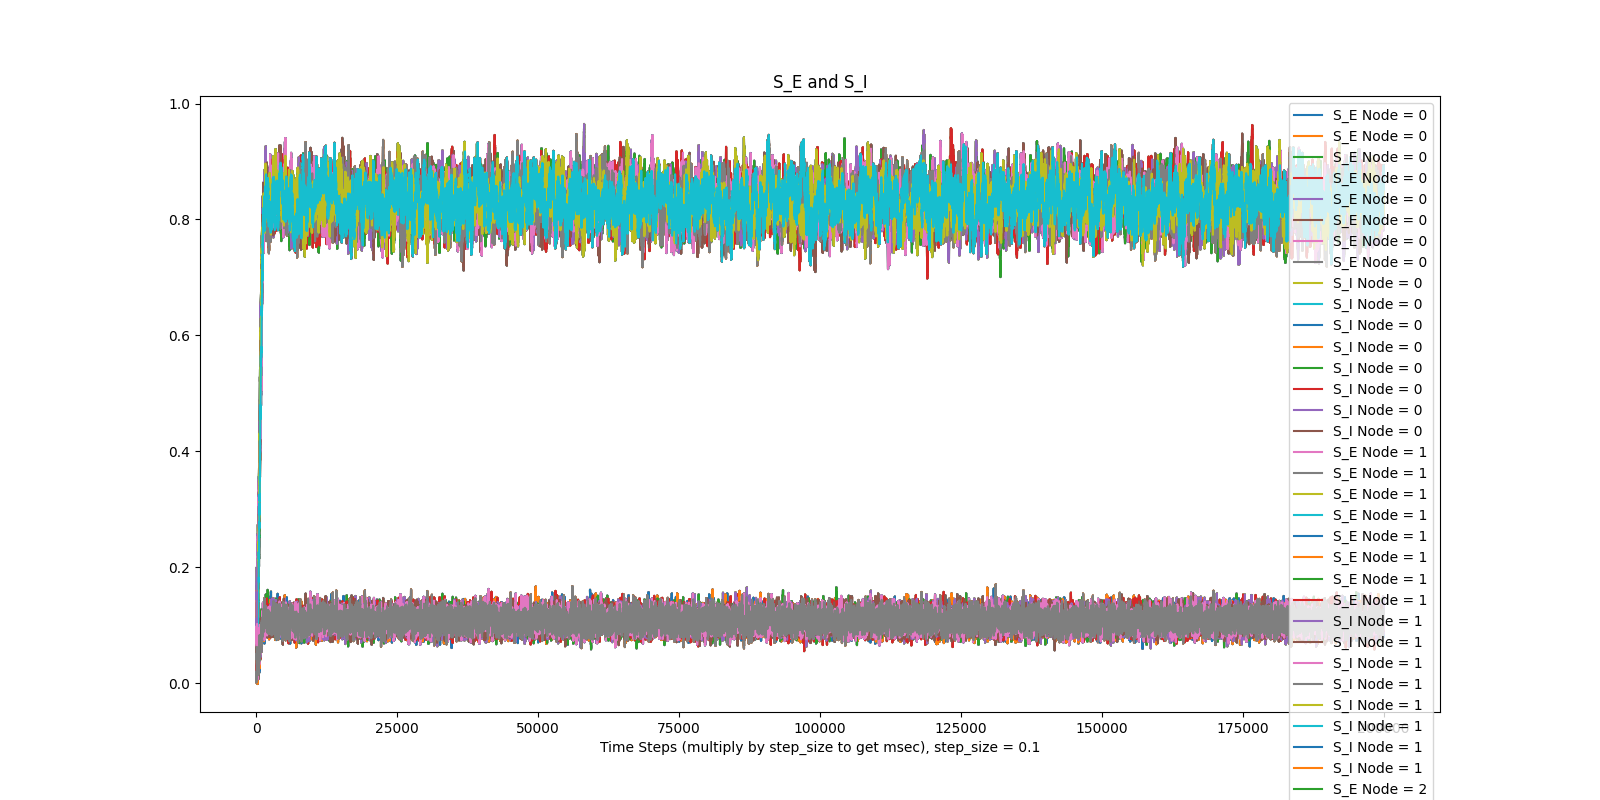 S_E and S_I
1.0
0.8
0.6
0.4
0.2
0.0
0 25000 50000 75000 100000 125000 150000 175000
Time Steps (multiply by step_size to get msec), step_size = 0.1
S_E Node = 0
S_E Node = 0
S_E Node = 0
S_E Node = 0
S_E Node = 0
S_E Node = 0
S_E Node = 0
S_E Node = 0
S_I Node = 0
S_I Node = 0
S_I Node = 0
S_I Node = 0
S_I Node = 0
S_I Node = 0
S_I Node = 0
S_I Node = 0
S_E Node = 1
S_E Node = 1
S_E Node = 1
S_E Node = 1
S_E Node = 1
S_E Node = 1
S_E Node = 1
S_E Node = 1
S_I Node = 1
S_I Node = 1
S_I Node = 1
S_I Node = 1
S_I Node = 1
S_I Node = 1
S_I Node = 1
S_I Node = 1
S_E Node = 2